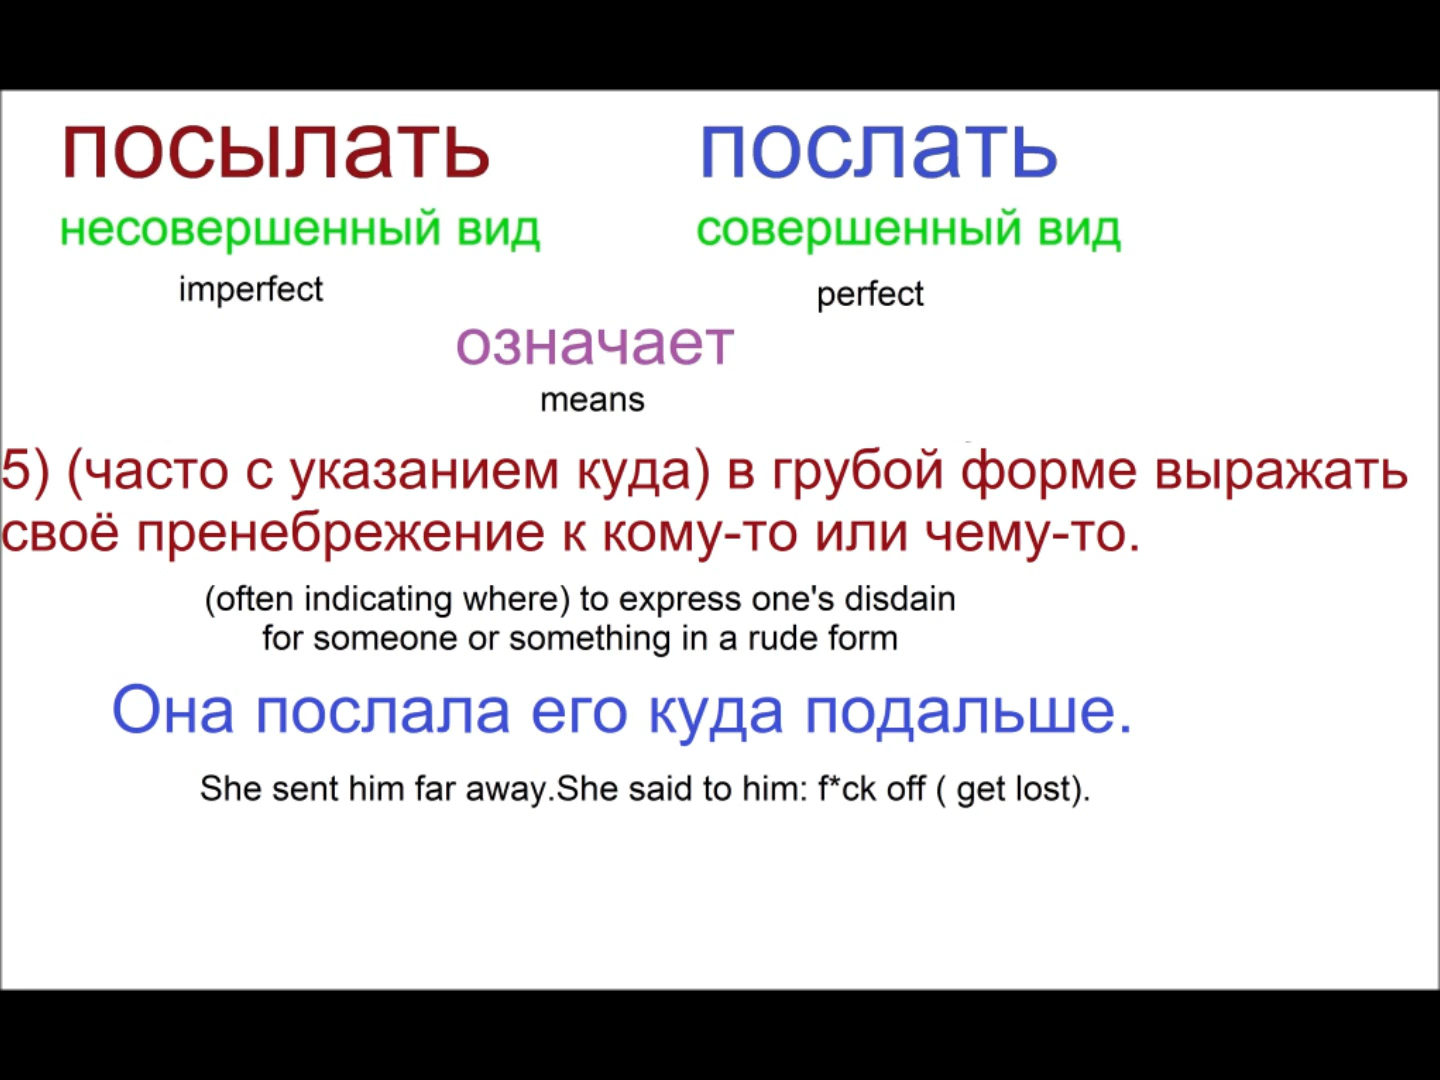 посылать послать
несовершенный вид совершенный вид
imperfect perfect
означает
means
5) (часто с указанием куда) в грубой форме выражать
своё пренебрежение к кому-то или чему-то.
(often indicating where) to express one's disdain
for someone or something in a rude form
Она послала его куда подальше.
She sent him far away.She said to him: f*ck off ( get lost).